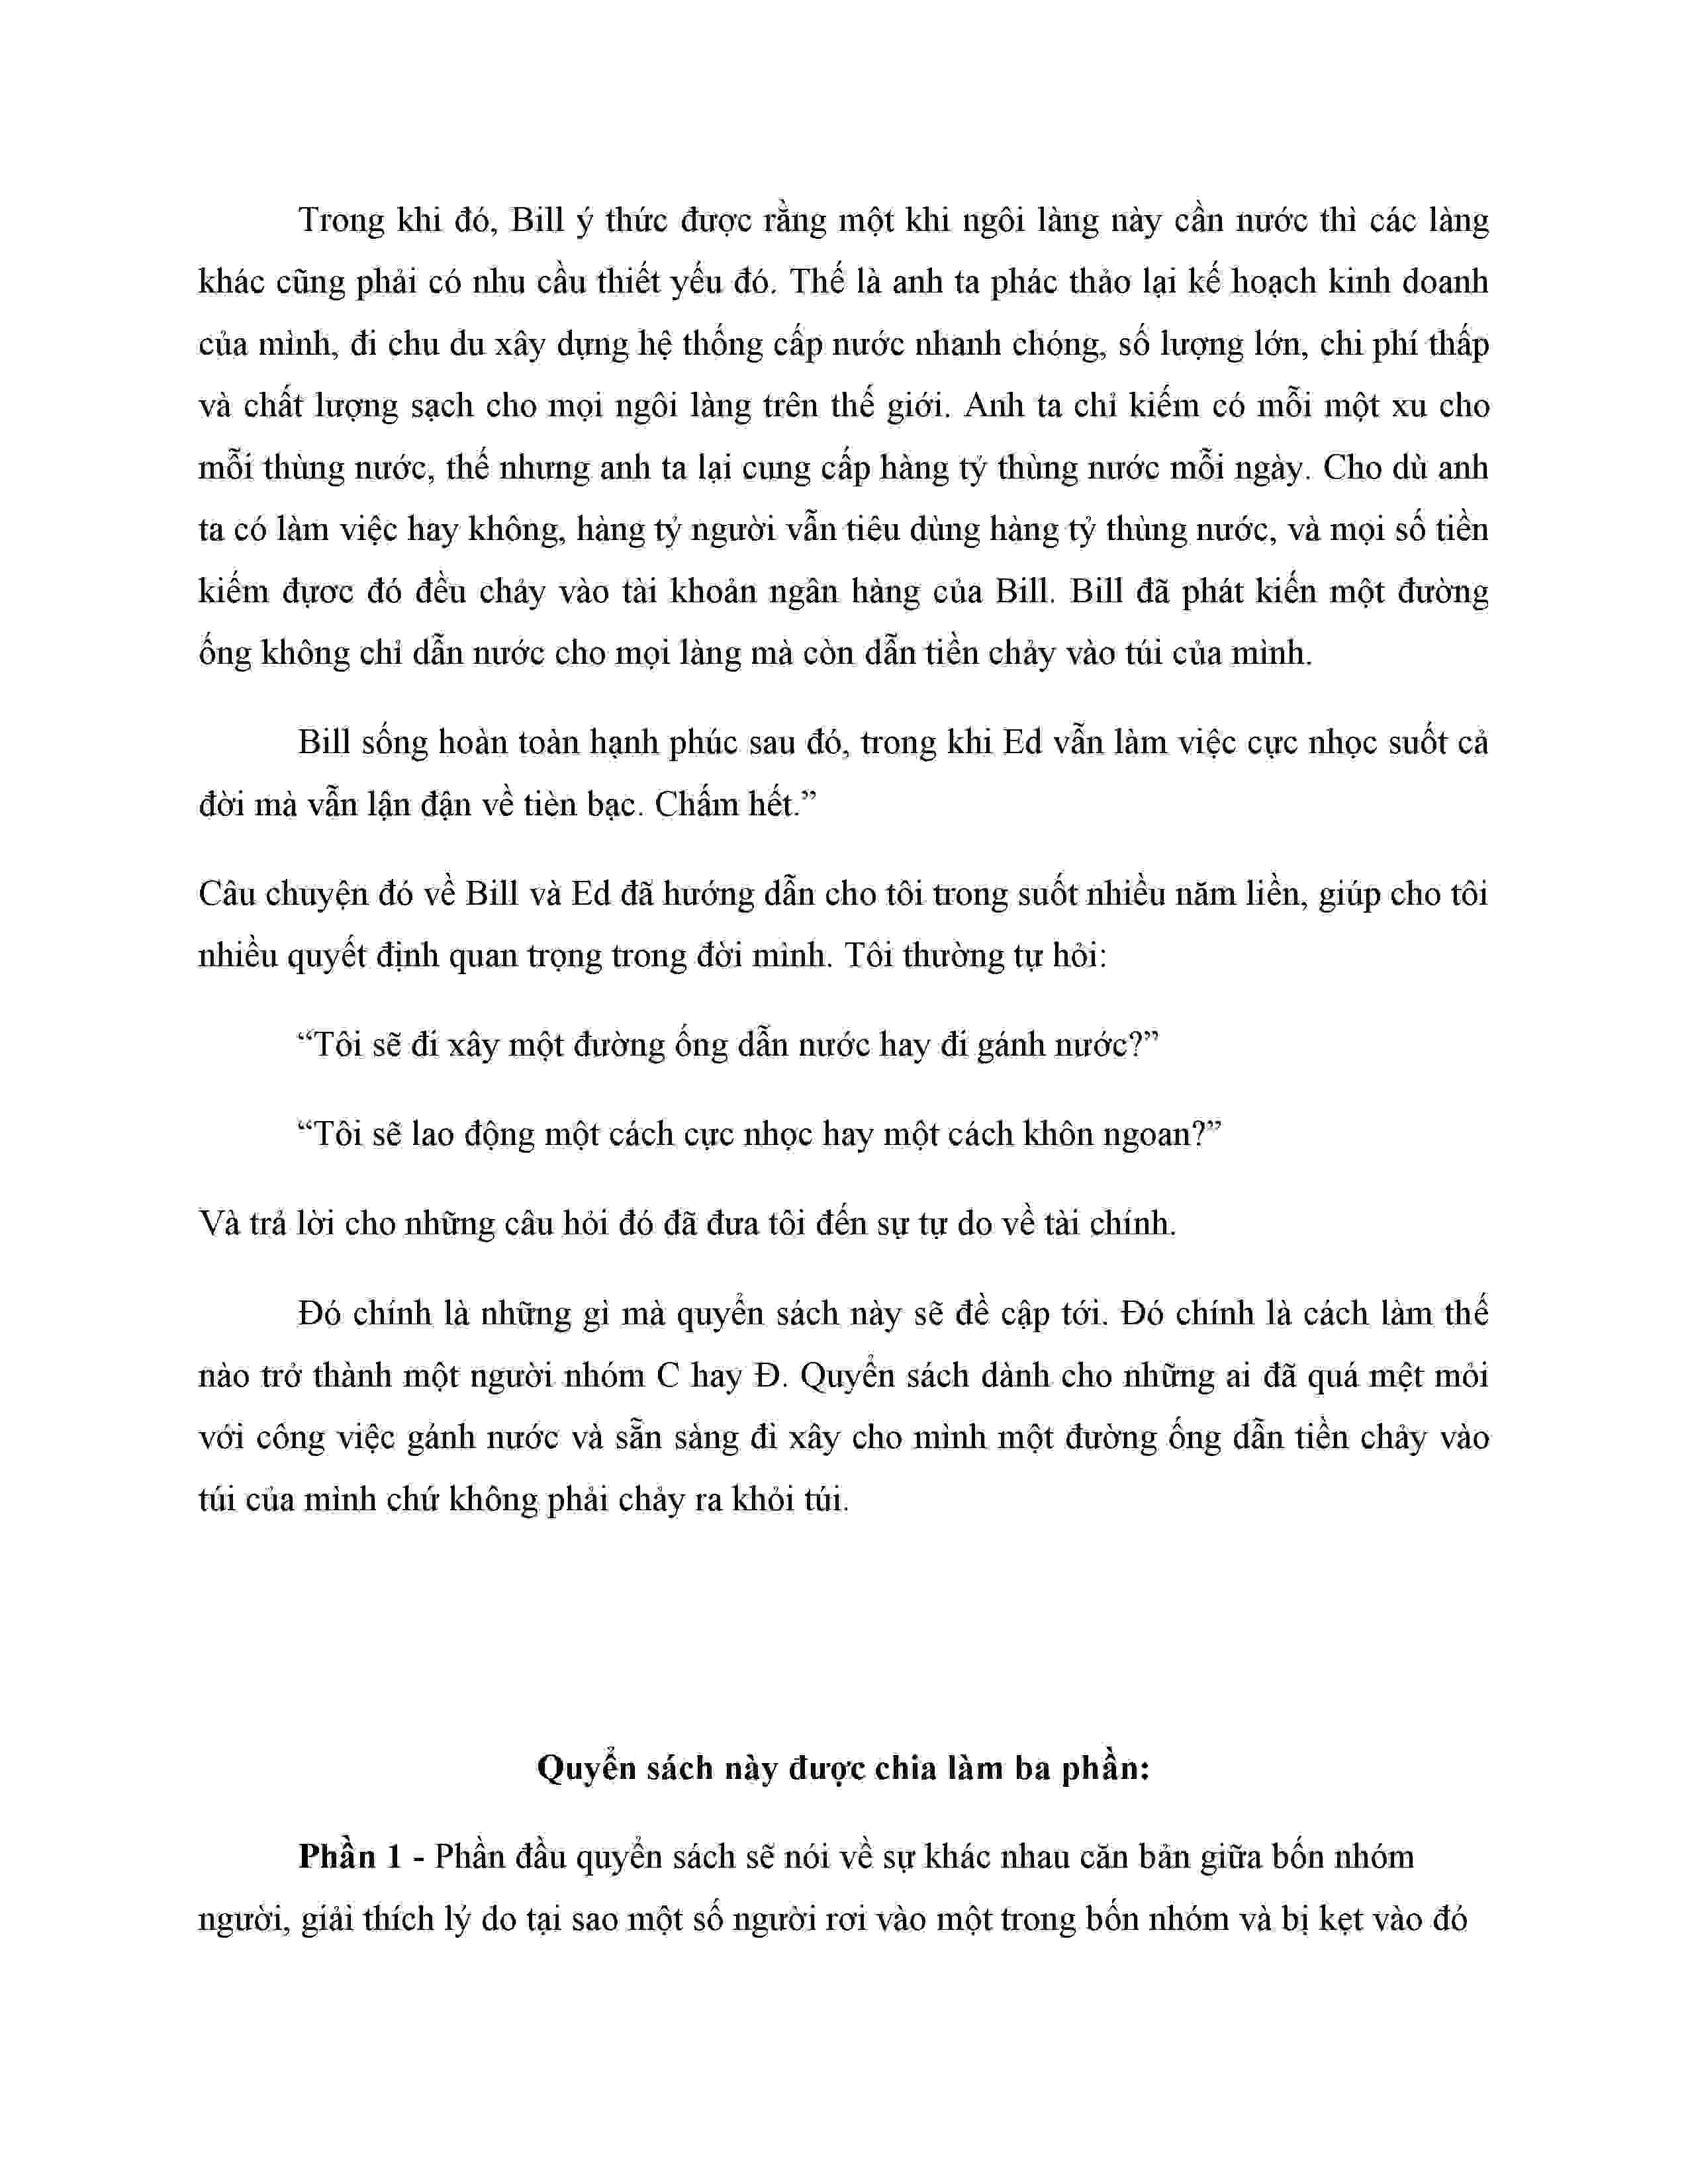 Trong khi đó, Bill ý thức được rằng một khi ngôi làng này cần nước thì các làng
khác cũng phải có nhu cầu thiết yếu đó. Thế là anh ta phác thảo lại kế hoạch kinh doanh
của mình, đi chu du xây dựng hệ thống cấp nước nhanh chóng, số lượng lớn, chi phí thấp
và chất lượng sạch cho mọi ngôi làng trên thế giới. Anh ta chỉ kiếm có mỗi một xu cho
mỗi thùng nước, thế nhưng anh ta lại cung cấp hàng tỷ thùng nước mỗi ngày. Cho dù anh
ta có làm việc hay không, hàng tỷ người vẫn tiêu dùng hàng tỷ thùng nước, và mọi số tiền
kiếm đựơc đó đều chảy vào tài khoản ngân hàng của Bill. Bill đã phát kiến một đường
ống không chỉ dẫn nước cho mọi làng mà còn dẫn tiền chảy vào túi của mình.
Bill sống hoàn toàn hạnh phúc sau đó, trong khi Ed vẫn làm việc cực nhọc suốt cả
đời mà vẫn lận đận về tièn bạc. Chấm hết.”
Câu chuyện đó về Bill và Ed đã hướng dẫn cho tôi trong suốt nhiều năm liền, giúp cho tôi
nhiều quyết định quan trọng trong đời mình. Tôi thường tự hỏi:
“Tôi sẽ đi xây một đường ống dẫn nước hay đi gánh nước?”
“Tôi sẽ lao động một cách cực nhọc hay một cách khôn ngoan?”
Và trả lời cho những câu hỏi đó đã đưa tôi đến sự tự do về tài chính.
Đó chính là những gì mà quyển sách này sẽ đề cập tới. Đó chính là cách làm thế
nào trở thành một người nhóm C hay Đ. Quyển sách dành cho những ai đã quá mệt mỏi
với công việc gánh nước và sẵn sàng đi xây cho mình một đường ống dẫn tiền chảy vào
túi của mình chứ không phải chảy ra khỏi túi.
Quyển sách này được chia làm ba phần:
Phần 1 - Phần đầu quyển sách sẽ nói về sự khác nhau căn bản giữa bốn nhóm
người, giải thích lý do tại sao một số người rơi vào một trong bốn nhóm và bị kẹt vào đó